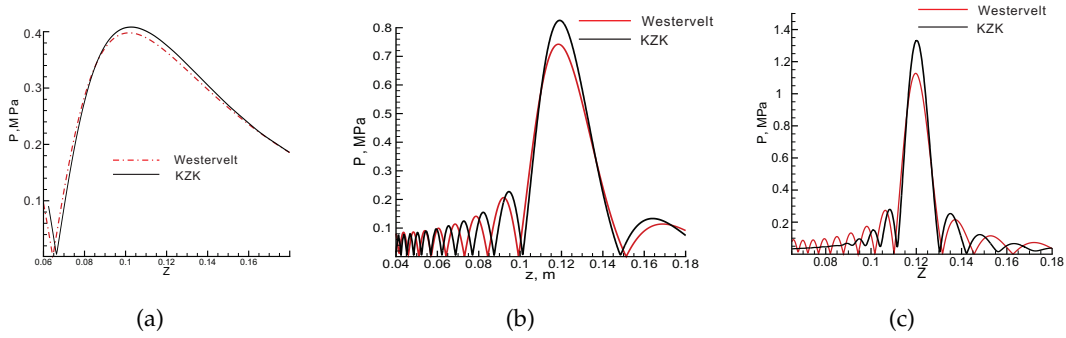 0.4
0.3
0.2
0.1
P,MPa
Westervelt
KZK
0.06 0.08 0.1 0.12 0.14 0.16
Z
(a)
Westervelt
KZK
0.8
0.7
0.6
0.5
0.4
0.3
0.2
0.1
P, MPa
0.04 0.06 0.08 0.1 0.12 0.14 0.16 0.18
z, m
(b)
Westervelt
KZK
1.4
1.2
1
0.8
0.6
0.4
0.2
P, MPa
0.08 0.1 0.12 0.14 0.16 0.18
Z
(c)